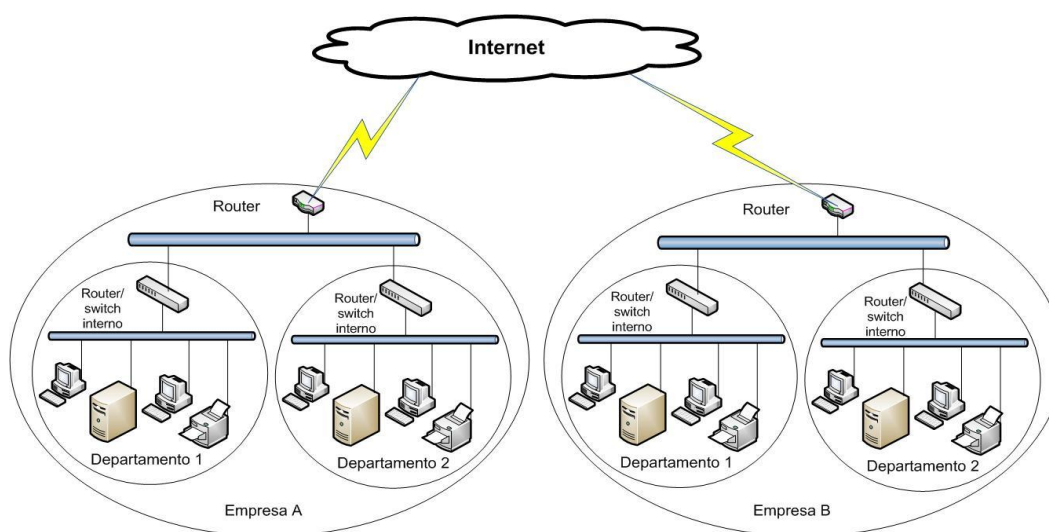 Internet
Router
Router/
switch
interno
Router/
switch
interno
Departamento 1
Departamento 2
Empresa A
Router
Router/
switch
interno
Router/
switch
interno
Departamento 1
Departamento 2
Empresa B